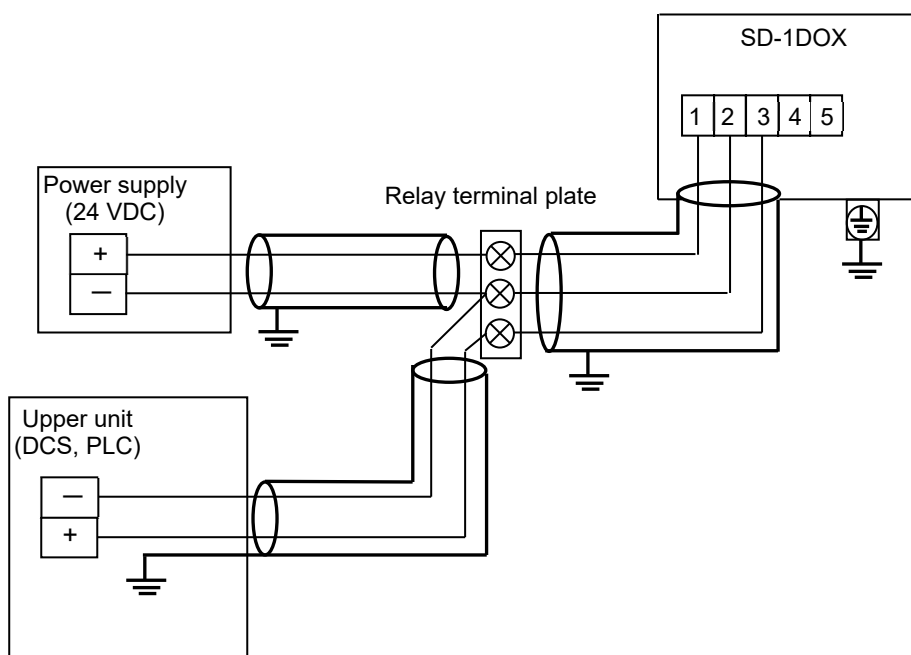 SD-1DOX
1 2 3 4 5
Power supply
(24 VDC)
+
—
Relay terminal plate
Upper unit
(DCS, PLC)
—
+